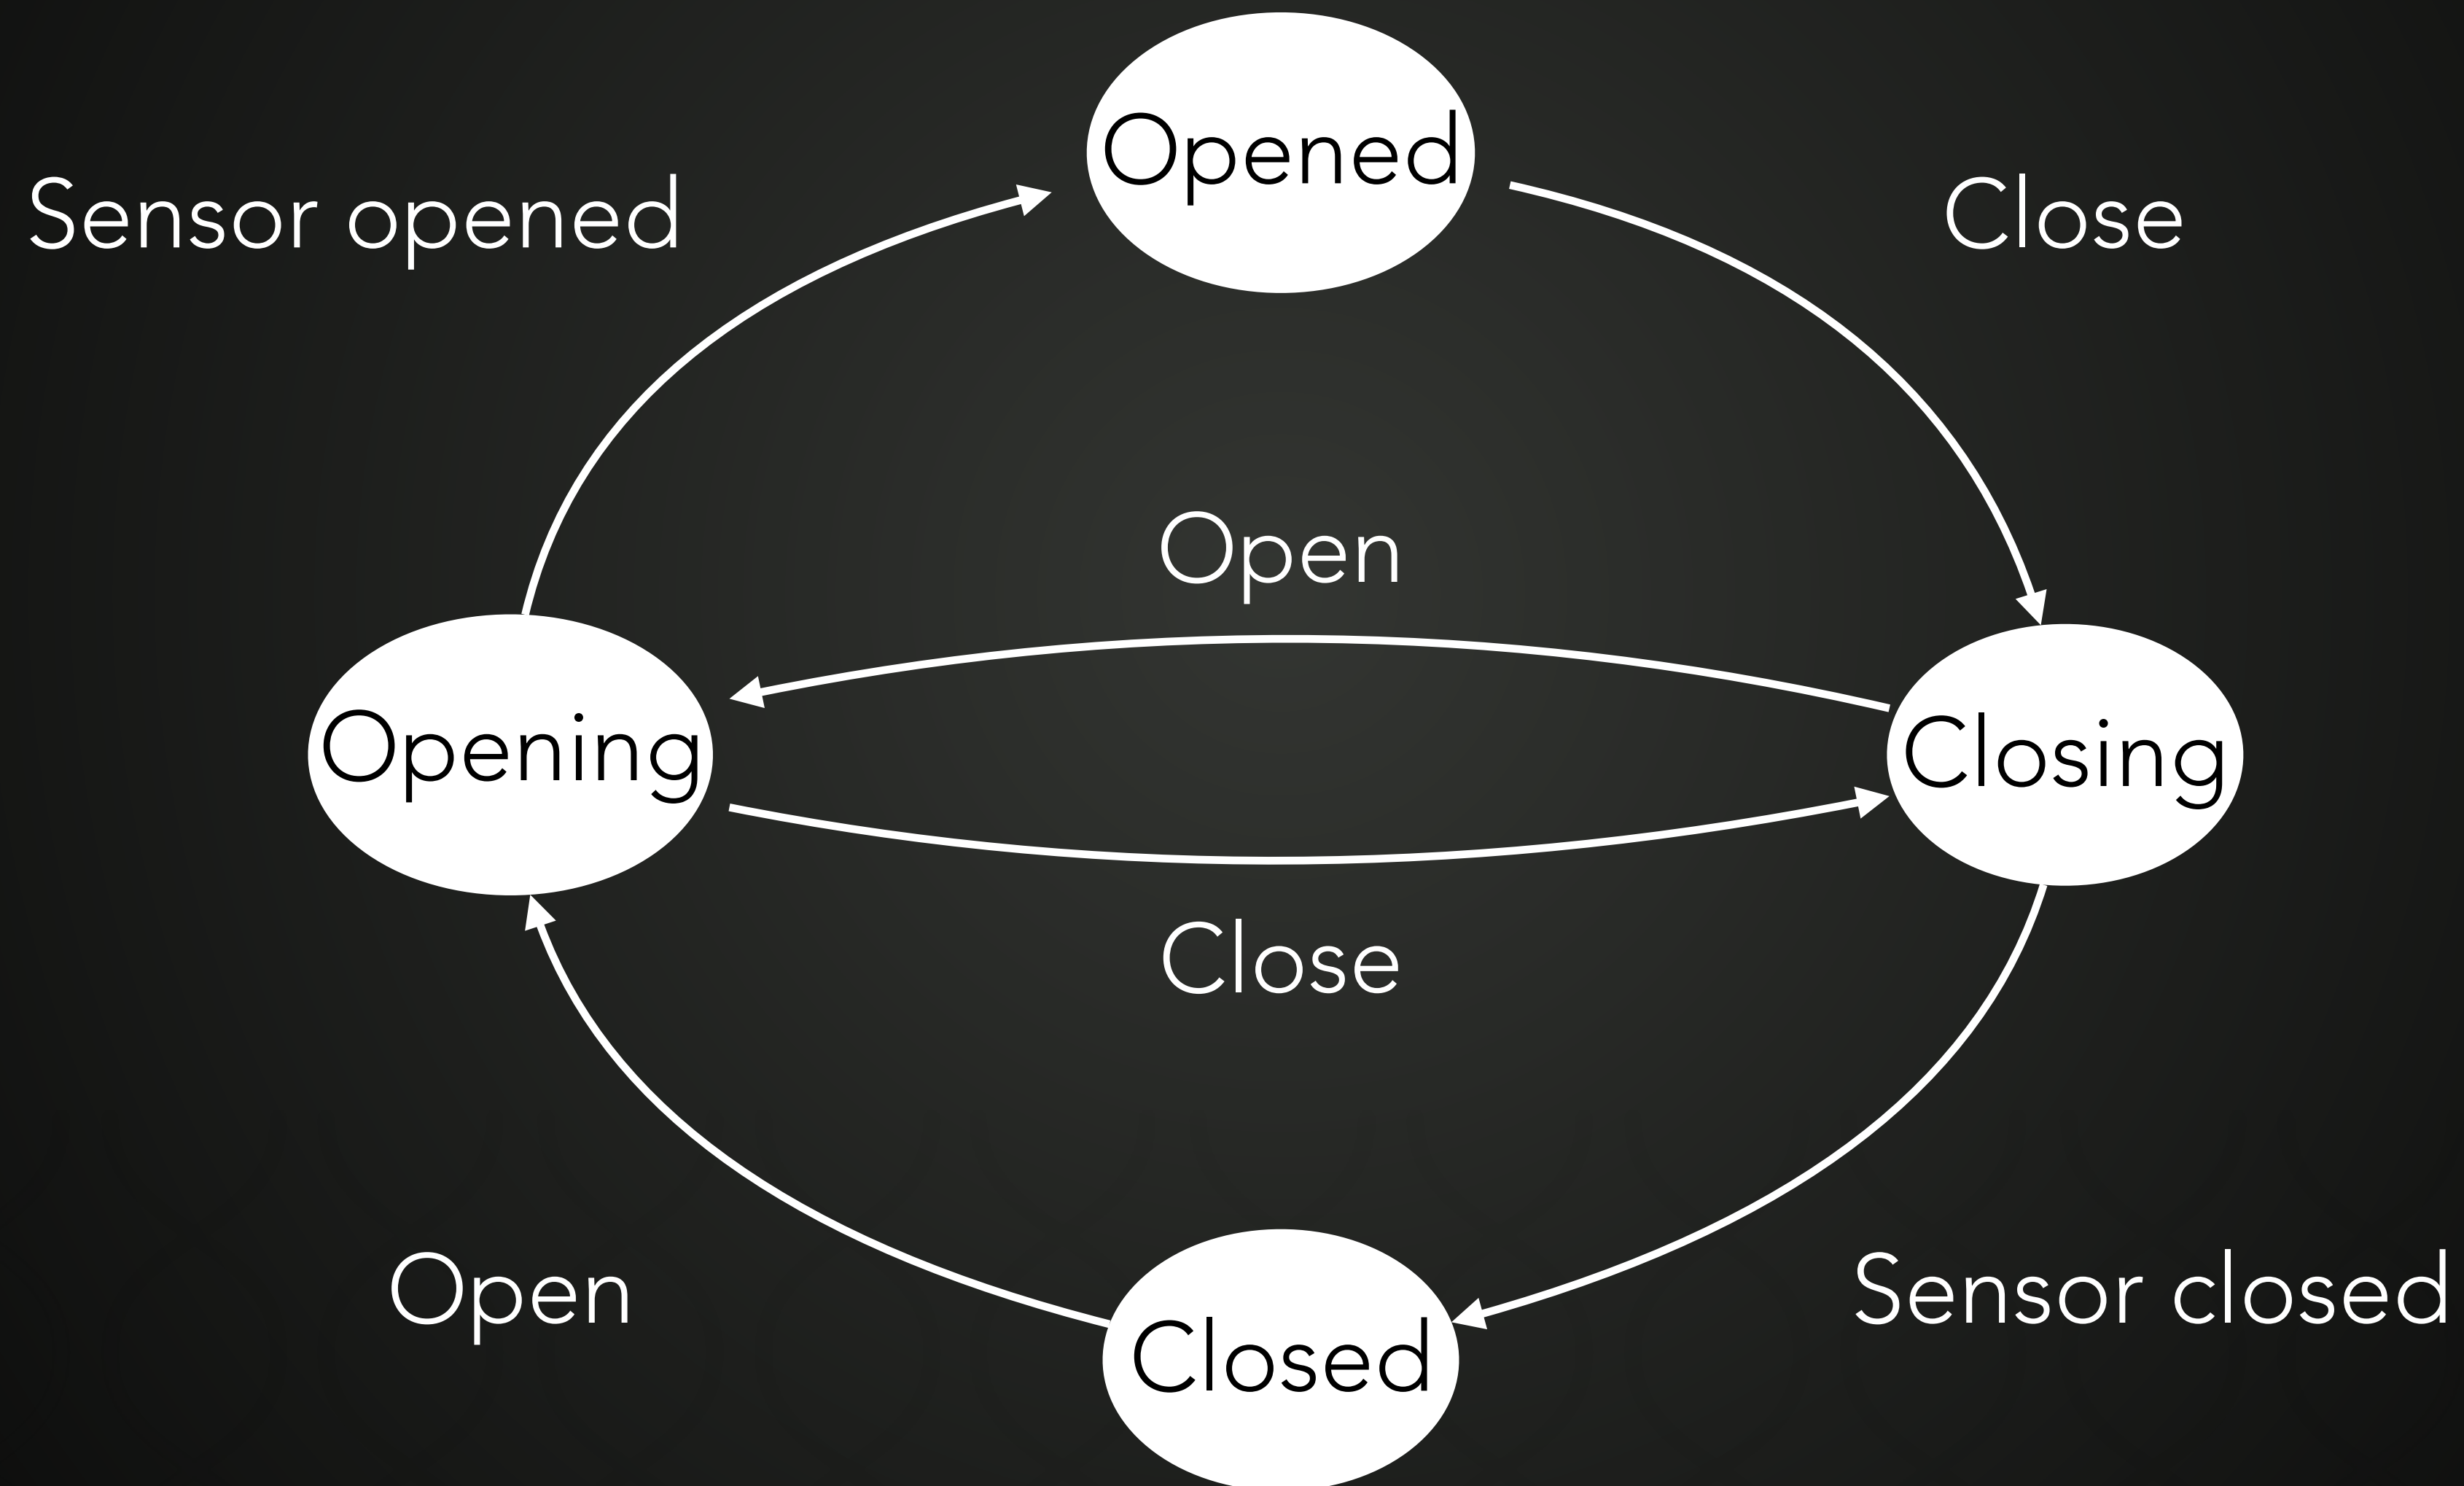 Opened
Sensor opened
Close
Open
Opening
Closing
Close
Open
Sensor closed
Closed